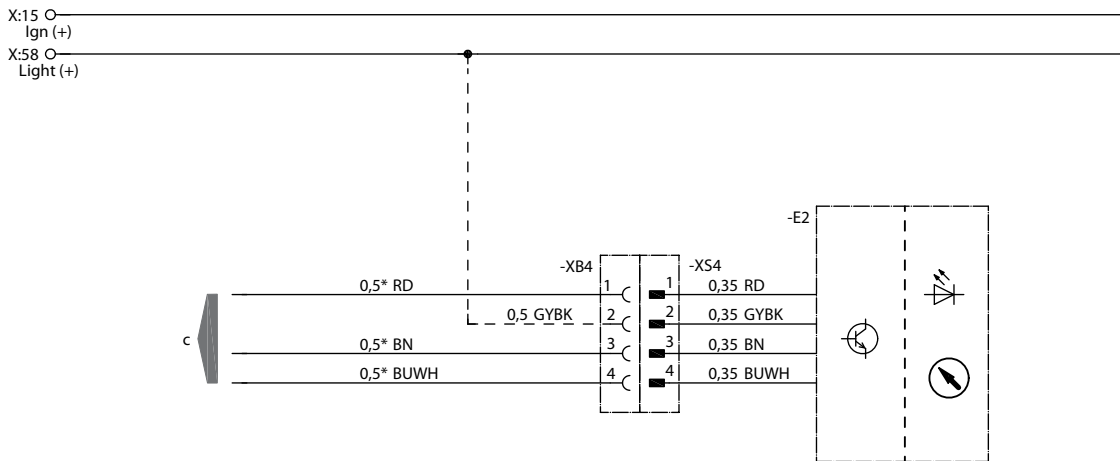 X:15
Ign (+)
X:58
Light (+)
-E2
-XB4
-XS4
0,5* RD
1
1
0,35 RD
0,5 GYBK
2
2
0,35 GYBK
c
0,5* BN
3
3
0,35 BN
0,5* BUWH
4
4
0,35 BUWH